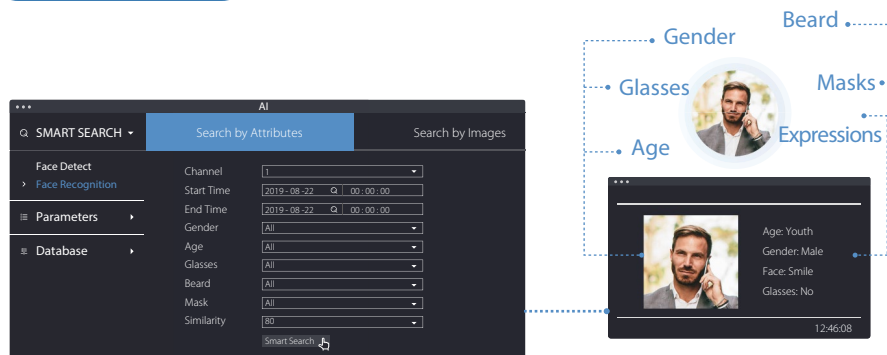 AI
SMART SEARCH
Search by Attributes
Search by Images
Face Detect
Face Recognition
Parameters
Database
Channel 1
Start Time 2019-08-22 00:00:00
End Time 2019-08-22 00:00:00
Gender All
Age All
Glasses All
Beard All
Mask All
Similarity 80
Smart Search
Beard
Gender
Glasses
Masks
Expressions
Age
Age: Youth
Gender: Male
Face: Smile
Glasses: No
12:46:08